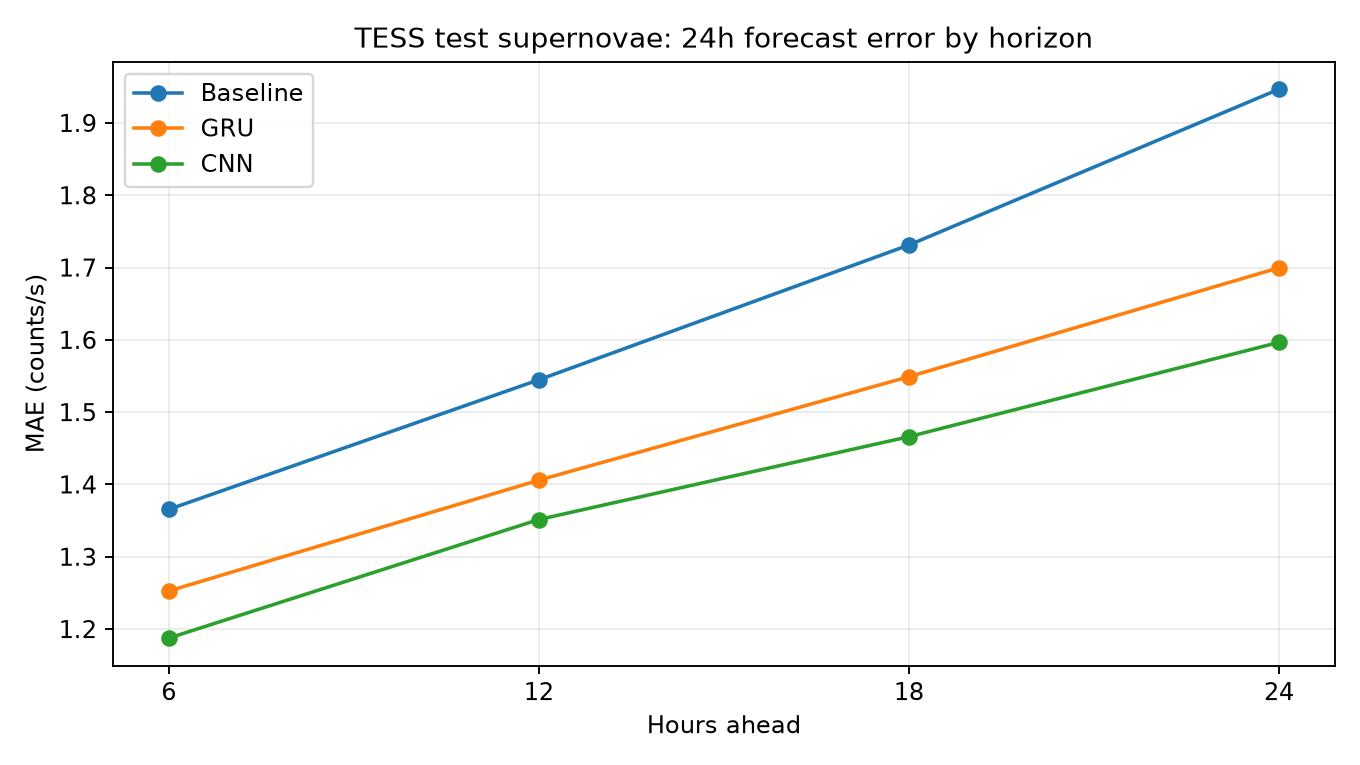 TESS test supernovae: 24h forecast error by horizon
Baseline
GRU
CNN
MAE (counts/s)
1.9
1.8
1.7
1.6
1.5
1.4
1.3
1.2
6
12
18
24
Hours ahead